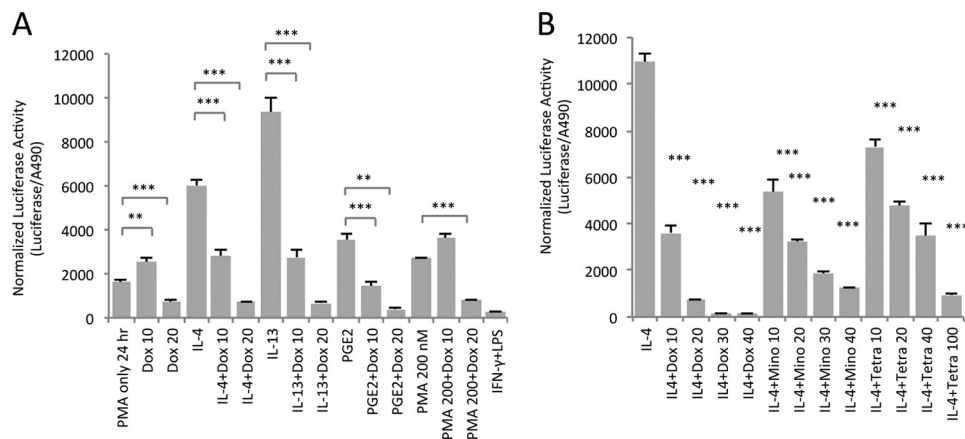 A
Normalized Luciferase Activity
(Luciferase/A490)
12000
10000
8000
6000
4000
2000
0
***
**
***
***
***
***
**
***
***
PMA only 24 hr
Dox 10
Dox 20
IL-4
IL-4+Dox 10
IL-4+Dox 20
IL-13
IL-13+Dox 10
IL-13+Dox 20
PGE2
PGE2+Dox 10
PGE2+Dox 20
PMA 200 nM
PMA 200+Dox 10
PMA 200+Dox 20
IFN-γ+LPS
B
Normalized Luciferase Activity
(Luciferase/A490)
12000
10000
8000
6000
4000
2000
0
***
***
***
***
***
***
***
***
***
***
***
***
IL-4
IL4+Dox 10
IL4+Dox 20
IL4+Dox 30
IL4+Dox 40
IL-4+Mino 10
IL-4+Mino 20
IL-4+Mino 30
IL-4+Mino 40
IL-4+Tetra 10
IL-4+Tetra 20
IL-4+Tetra 40
IL-4+Tetra 100